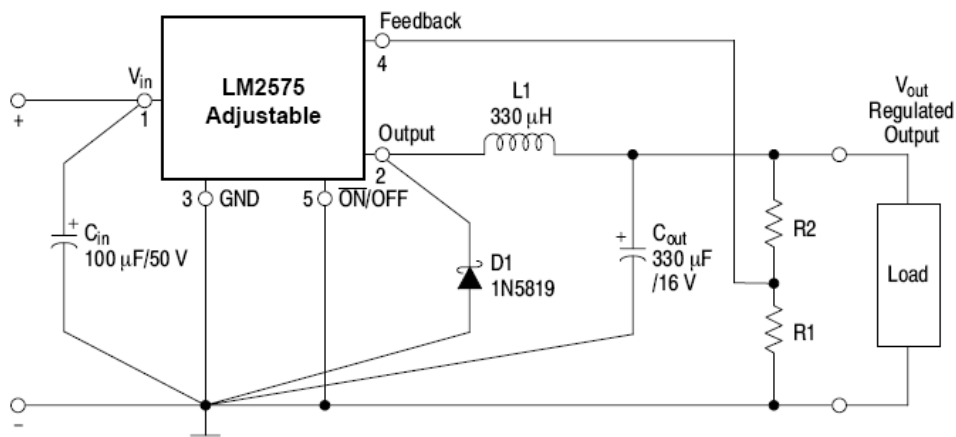 Feedback
4
V_in
1
+
LM2575
Adjustable
L1
330 μH
V_out
Regulated
Output
Output
2
3 GND
5 O̅N̅/OFF
+
C_in
100 μF/50 V
D1
1N5819
+
C_out
330 μF
/16 V
R2
R1
Load
–